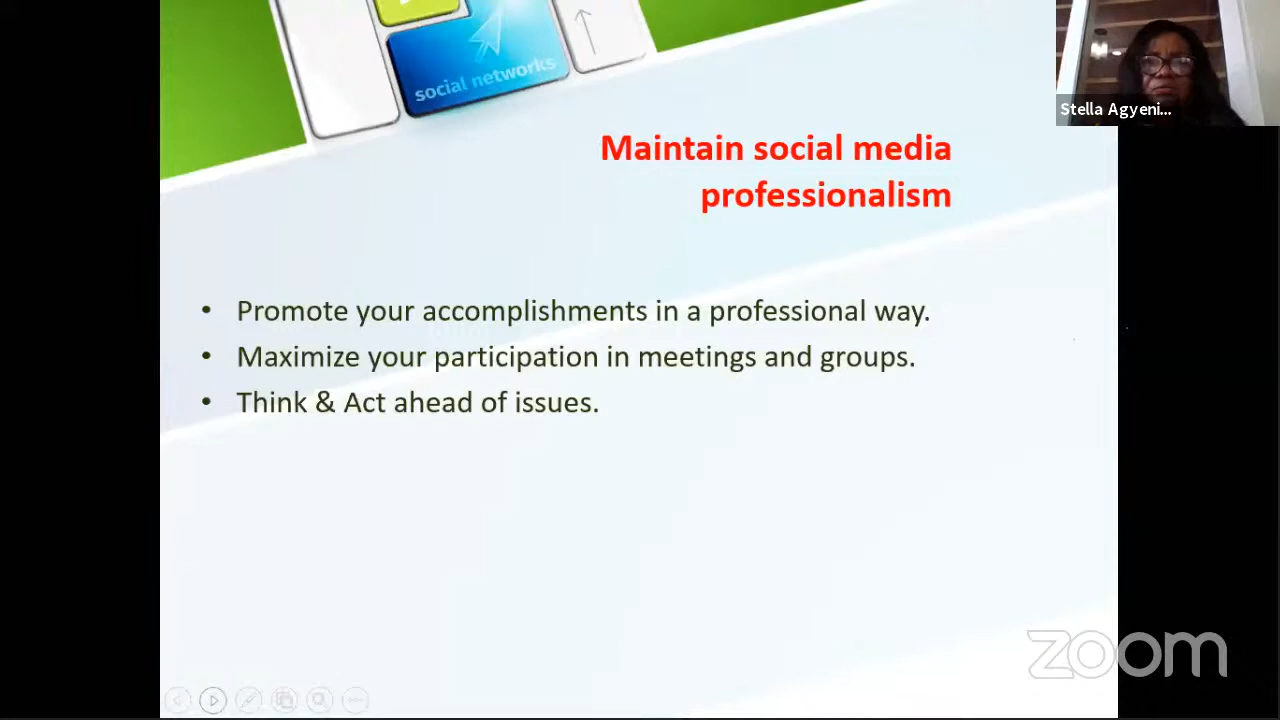 social networks
Stella Agyeni...
Maintain social media
professionalism
• Promote your accomplishments in a professional way.
• Maximize your participation in meetings and groups.
• Think & Act ahead of issues.
zoom